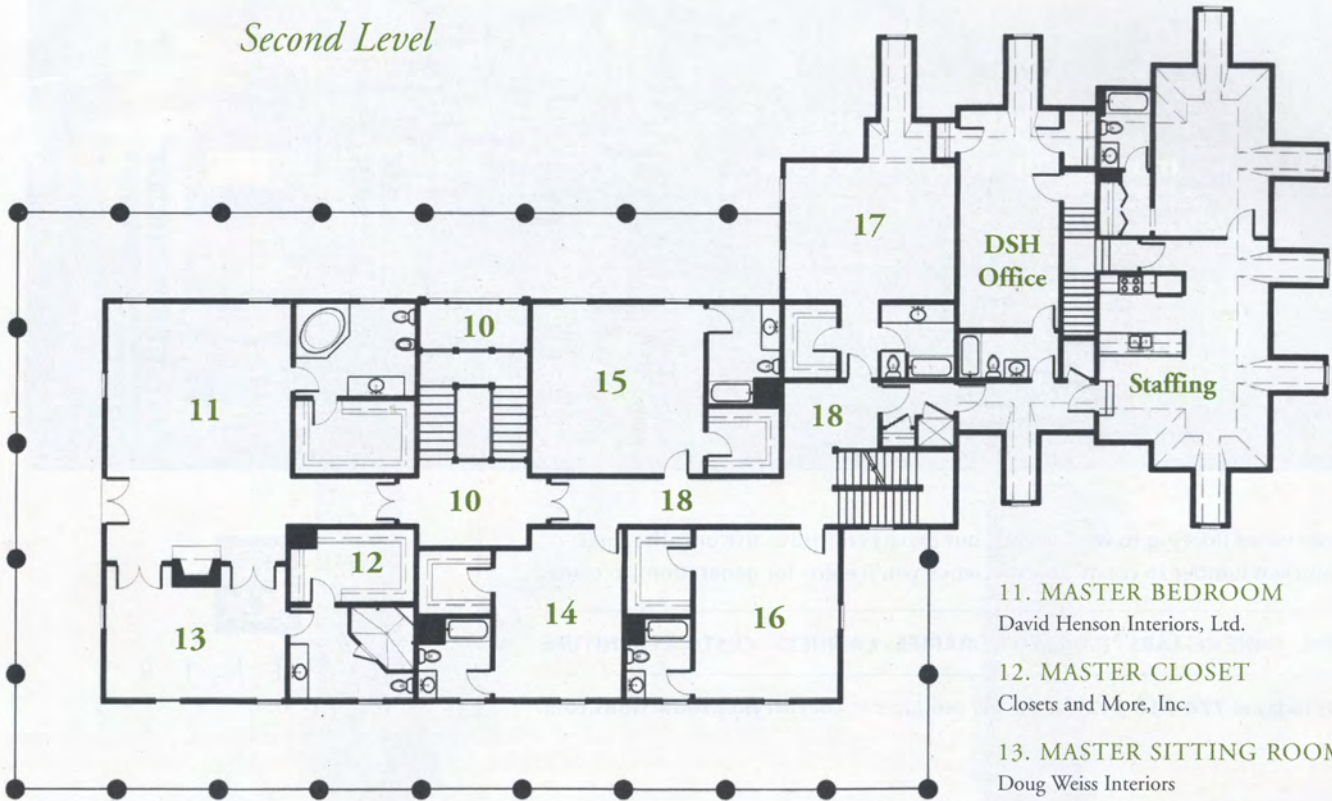 Second Level
17
DSH
Office
10
15
11
Staffing
18
10
18
12
14
16
13
11. MASTER BEDROOM
David Henson Interiors, Ltd.
12. MASTER CLOSET
Closets and More, Inc.
13. MASTER SITTING ROOM
Doug Weiss Interiors